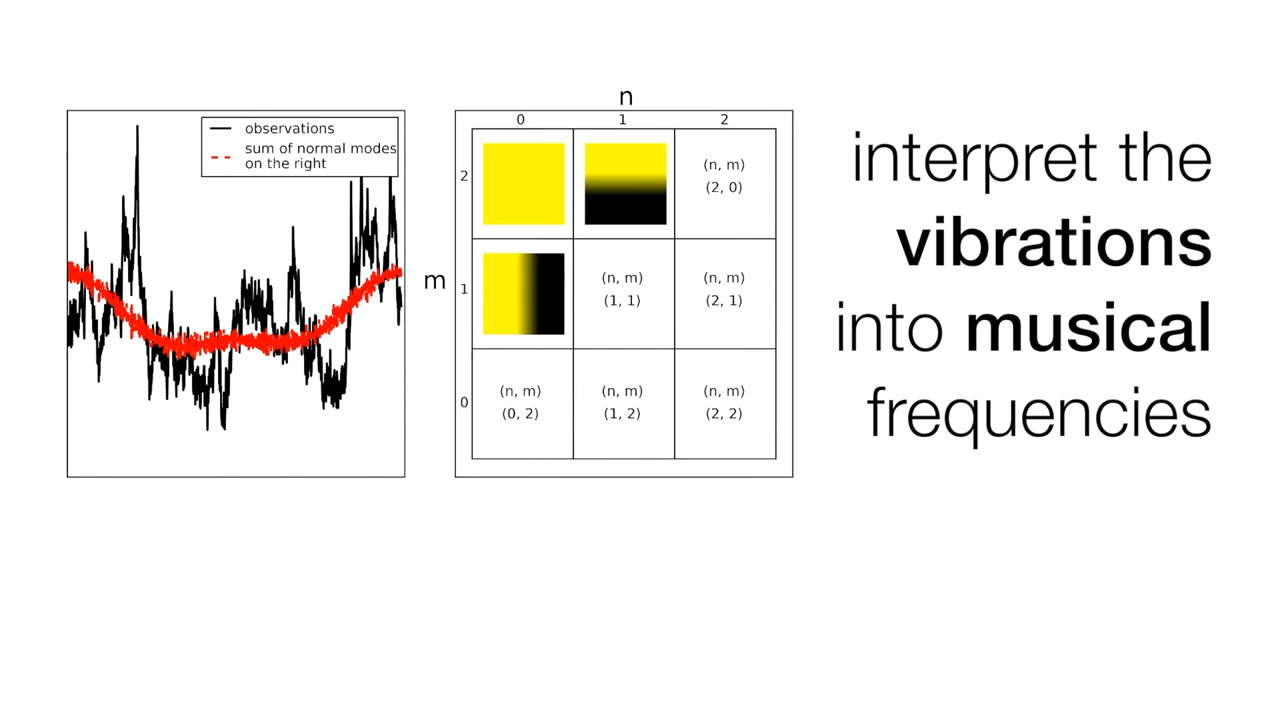 observations
sum of normal modes
on the right
n
0 1 2
m
2
(n, m)
(2, 0)
1
(n, m)
(1, 1)
(n, m)
(2, 1)
0
(n, m)
(0, 2)
(n, m)
(1, 2)
(n, m)
(2, 2)
interpret the
vibrations
into musical
frequencies